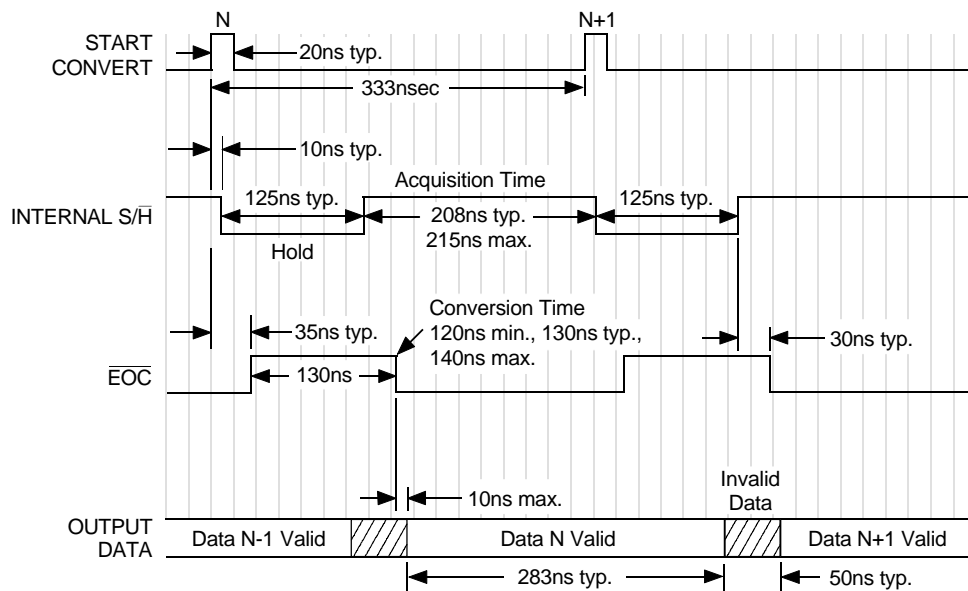 N
N+1
START
CONVERT
20ns typ.
333nsec
10ns typ.
Acquisition Time
INTERNAL S/H̅
125ns typ.
208ns typ.
215ns max.
125ns typ.
Hold
35ns typ.
Conversion Time
120ns min., 130ns typ.,
140ns max.
30ns typ.
E̅O̅C̅
130ns
10ns max.
Invalid
Data
OUTPUT
DATA
Data N-1 Valid
Data N Valid
Data N+1 Valid
283ns typ.
50ns typ.